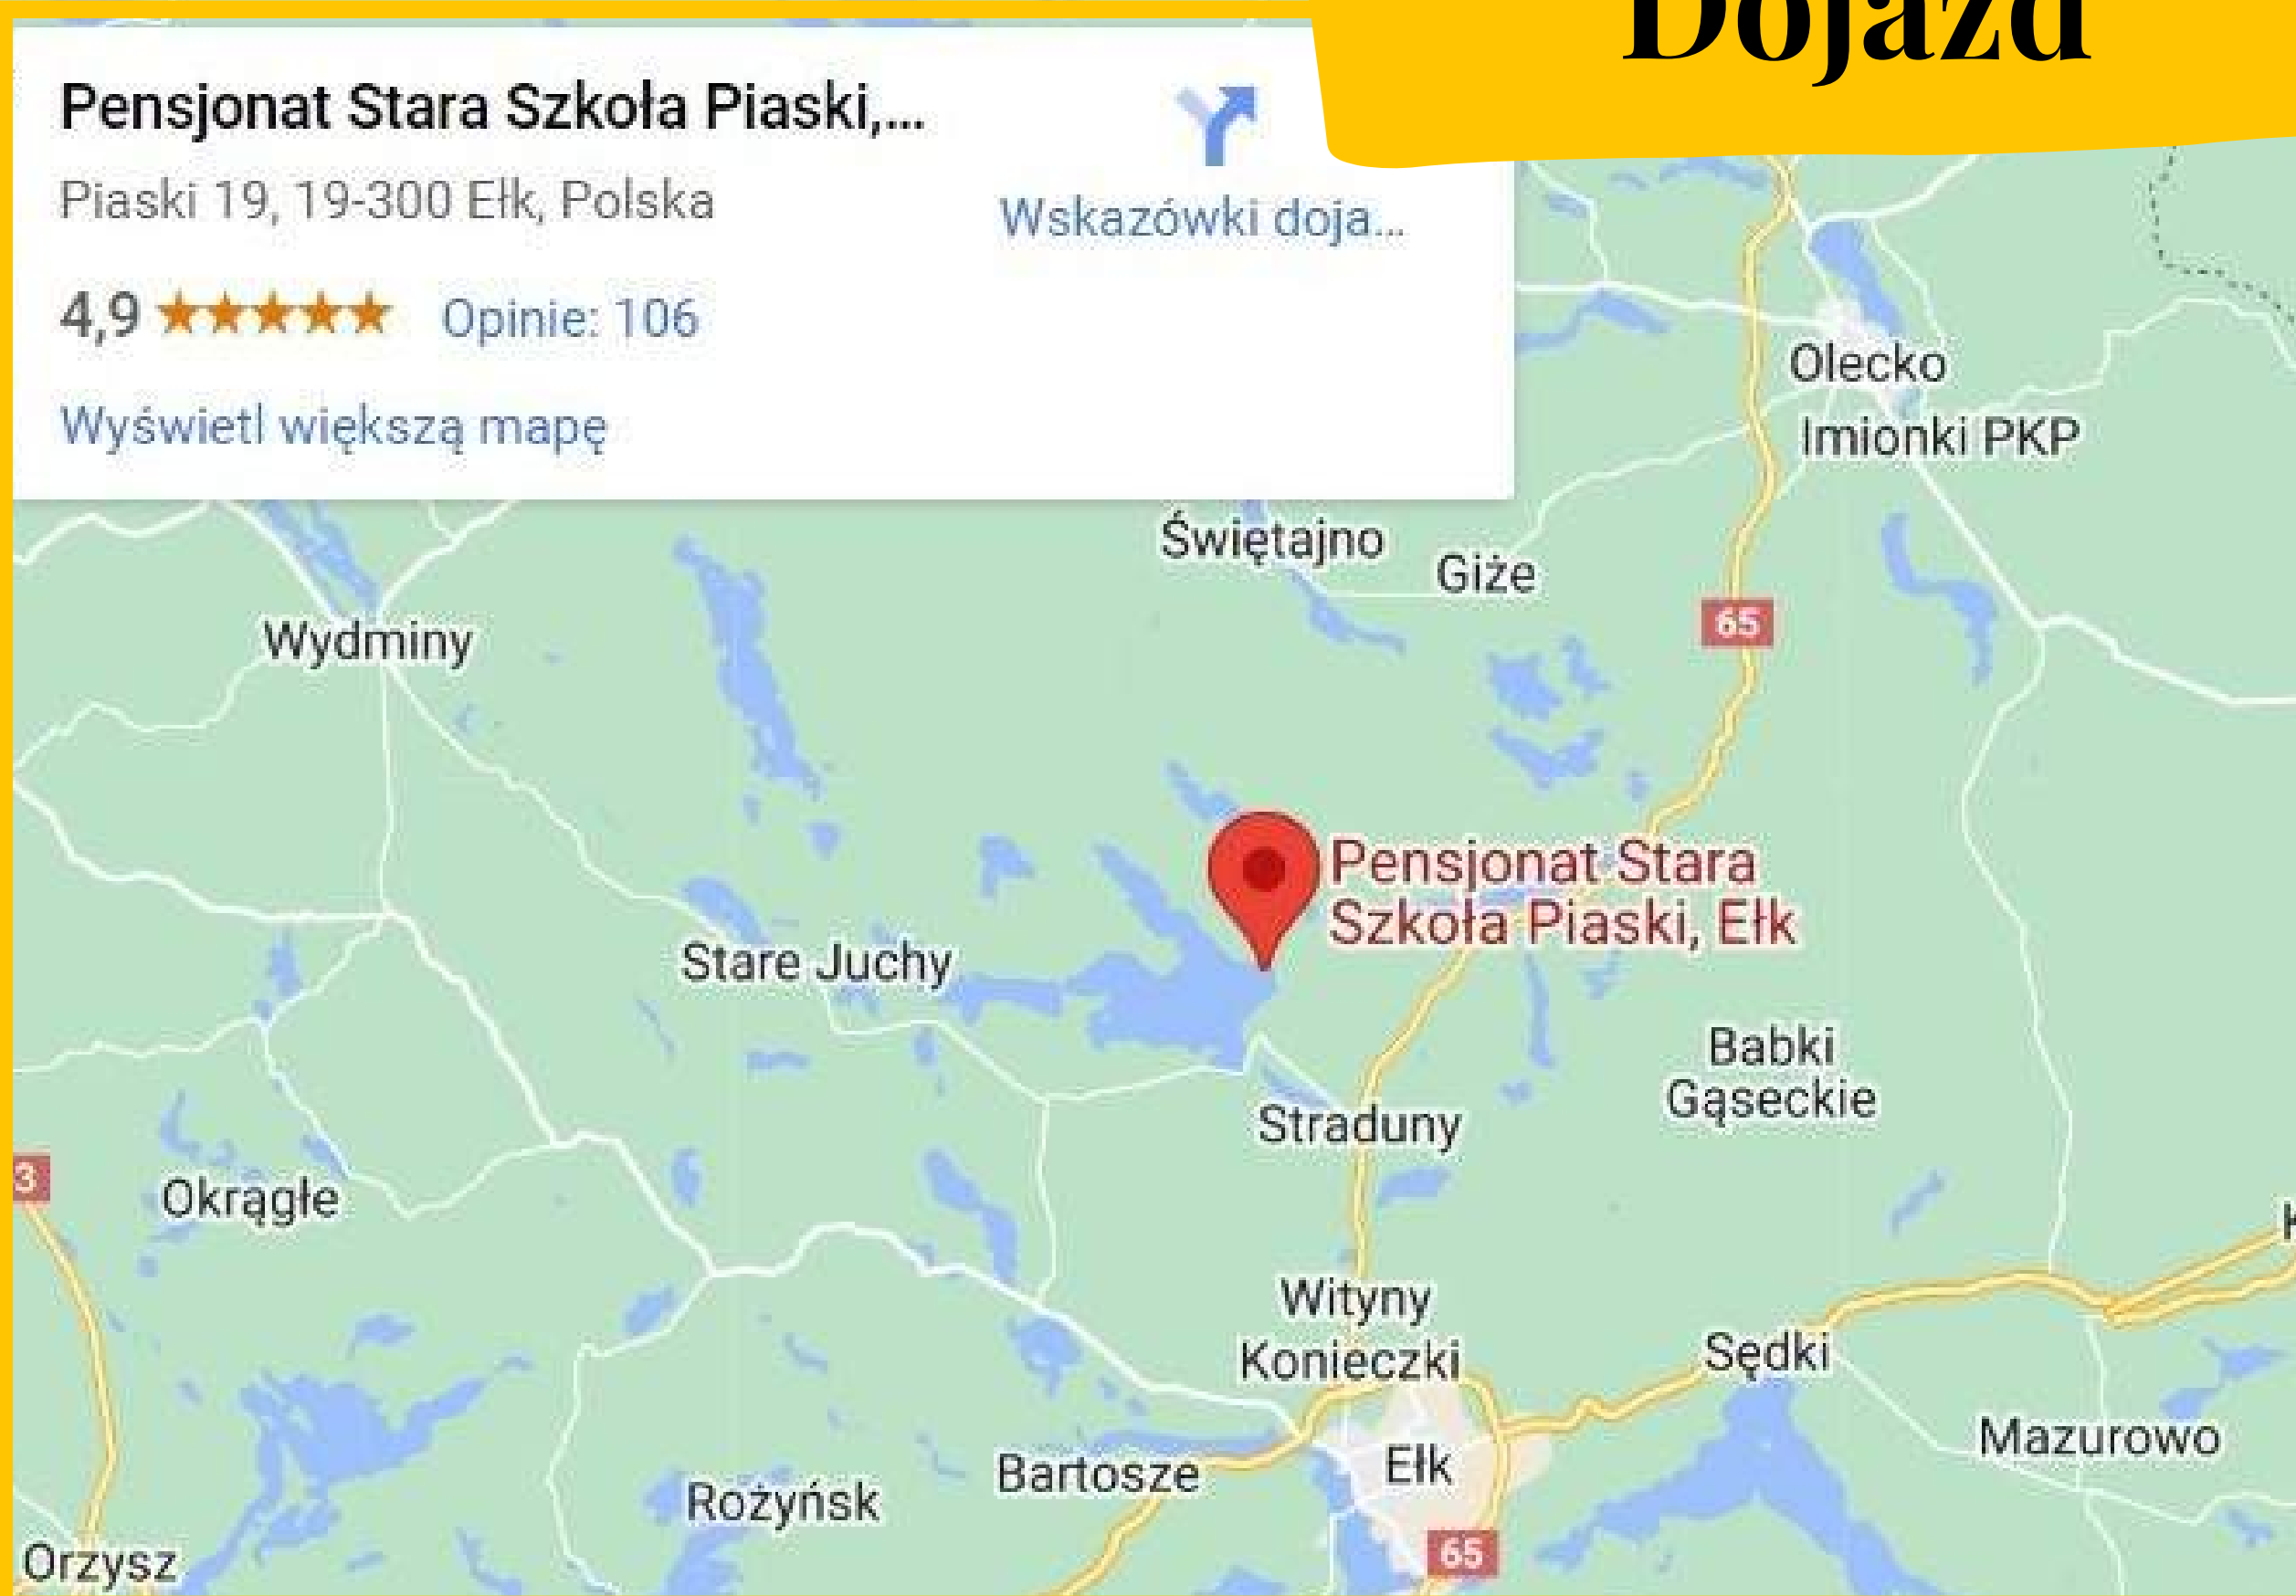 Dojazd
Pensjonat Stara Szkoła Piaski,...
Piaski 19, 19-300 Ełk, Polska
Wskazówki doja...
4,9 ★★★★★ Opinie: 106
Wyświetl większą mapę
Olecko
Imionki PKP
Świętajno
Giże
65
Wydminy
Pensjonat Stara
Szkoła Piaski, Ełk
Stare Juchy
Babki
Gąseckie
Straduny
3
Okrągłe
K
Wityny
Konieczki
Sędki
Mazurowo
Ełk
Bartosze
Rożyńsk
65
Orzysz